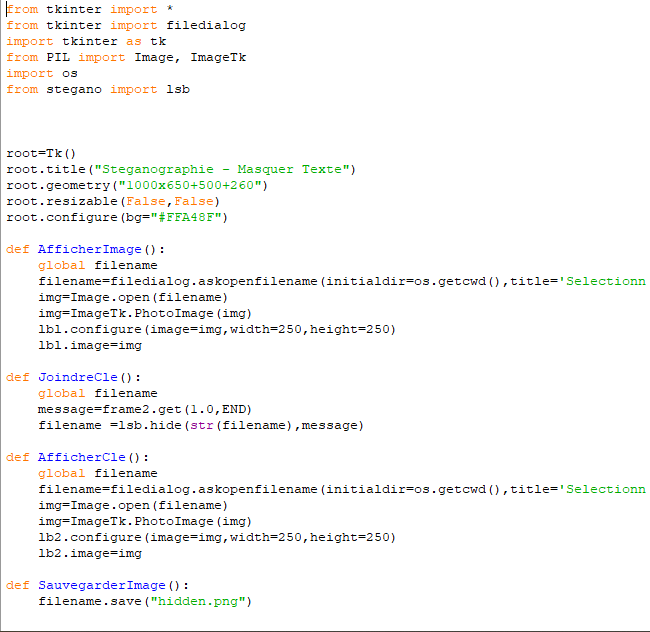 from tkinter import *
from tkinter import filedialog
import tkinter as tk
from PIL import Image, ImageTk
import os
from stegano import lsb
root=Tk()
root.title("Steganographie - Masquer Texte")
root.geometry("1000x650+500+260")
root.resizable(False,False)
root.configure(bg="#FFA48F")
def AfficherImage():
    global filename
    filename=filedialog.askopenfilename(initialdir=os.getcwd(),title='Selectionn
    img=Image.open(filename)
    img=ImageTk.PhotoImage(img)
    lbl.configure(image=img,width=250,height=250)
    lbl.image=img
def JoindreCle():
    global filename
    message=frame2.get(1.0,END)
    filename =lsb.hide(str(filename),message)
def AfficherCle():
    global filename
    filename=filedialog.askopenfilename(initialdir=os.getcwd(),title='Selectionn
    img=Image.open(filename)
    img=ImageTk.PhotoImage(img)
    lb2.configure(image=img,width=250,height=250)
    lb2.image=img
def SauvegarderImage():
    filename.save("hidden.png")